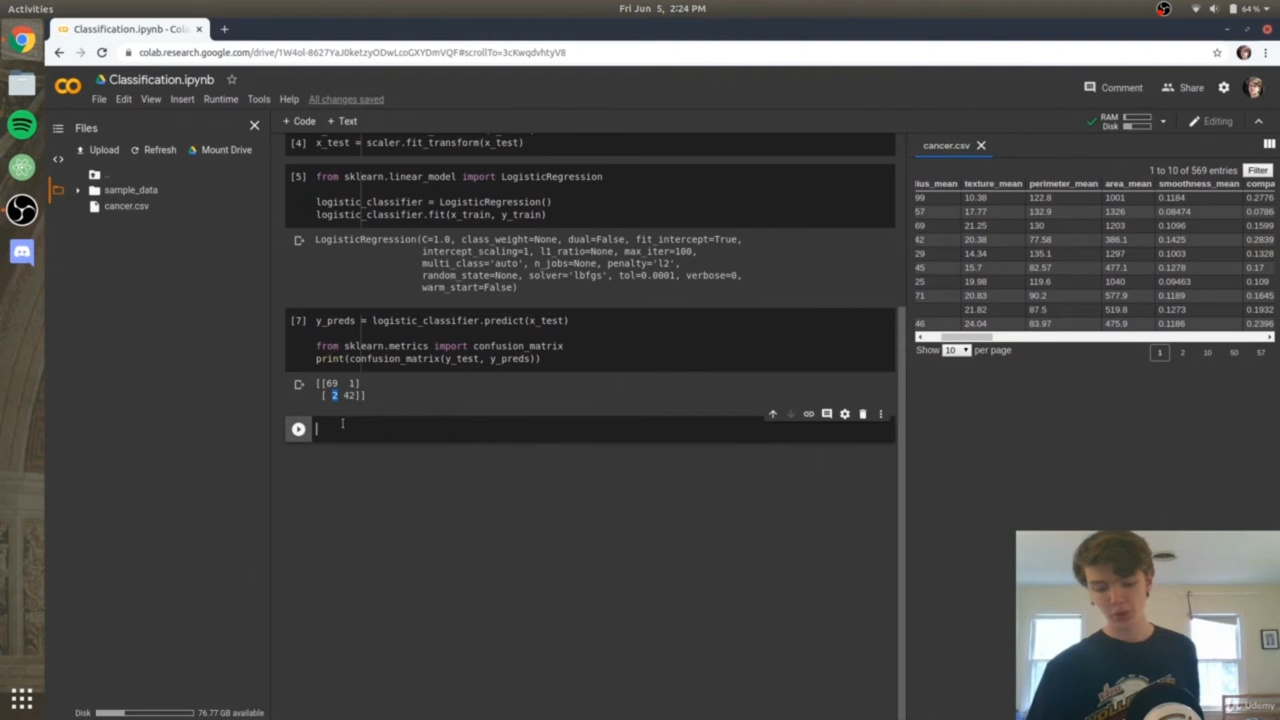 Activities
Fri Jun 5, 2:24 PM
64 %
Classification.ipynb - Cola
colab.research.google.com/drive/1W4ol-8627YaJ0ketzyODwLcoGXYDmVQF#scrollTo=3cKwqdvhtyV8
Classification.ipynb
File Edit View Insert Runtime Tools Help All changes saved
Comment Share
+ Code + Text
RAM
Disk
Editing
Files
Upload Refresh Mount Drive
..
sample_data
cancer.csv
[4] x_test = scaler.fit_transform(x_test)
[5] from sklearn.linear_model import LogisticRegression
logistic_classifier = LogisticRegression()
logistic_classifier.fit(x_train, y_train)
LogisticRegression(C=1.0, class_weight=None, dual=False, fit_intercept=True,
intercept_scaling=1, l1_ratio=None, max_iter=100,
multi_class='auto', n_jobs=None, penalty='l2',
random_state=None, solver='lbfgs', tol=0.0001, verbose=0,
warm_start=False)
[7] y_preds = logistic_classifier.predict(x_test)
from sklearn.metrics import confusion_matrix
print(confusion_matrix(y_test, y_preds))
[[69 1]
[ 2 42]]
cancer.csv
1 to 10 of 569 entries Filter
lius_mean texture_mean perimeter_mean area_mean smoothness_mean compa
99 10.38 122.8 1001 0.1184 0.2776
57 17.77 132.9 1326 0.08474 0.0786
69 21.25 130 1203 0.1096 0.1599
42 20.38 77.58 386.1 0.1425 0.2839
29 14.34 135.1 1297 0.1003 0.1328
45 15.7 82.57 477.1 0.1278 0.17
25 19.98 119.6 1040 0.09463 0.109
71 20.83 90.2 577.9 0.1189 0.1645
21.82 87.5 519.8 0.1273 0.1932
46 24.04 83.97 475.9 0.1186 0.2396
Show 10 per page
1 2 10 50 57
Disk 76.77 GB available
Udemy